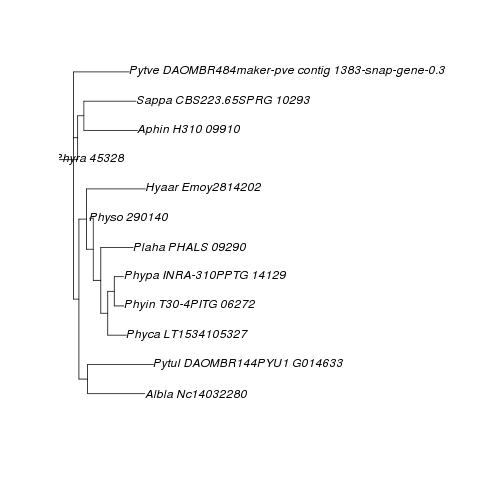 Pytve DAOMBR484maker-pve contig 1383-snap-gene-0.3
Sappa CBS223.65SPRG 10293
Aphin H310 09910
Phyra 45328
Hyaar Emoy2814202
Physo 290140
Plaha PHALS 09290
Phypa INRA-310PPTG 14129
Phyin T30-4PITG 06272
Phyca LT1534105327
Pytul DAOMBR144PYU1 G014633
Albla Nc14032280